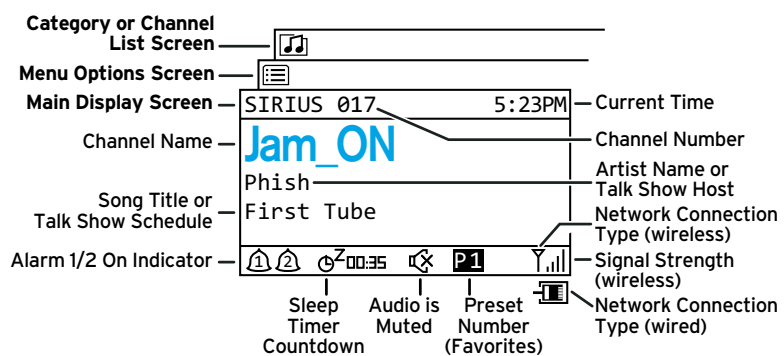 Category or Channel
List Screen
Menu Options Screen
Main Display Screen
SIRIUS 017
5:23PM
Current Time
Channel Name
Jam_ON
Channel Number
Phish
Artist Name or
Talk Show Host
Song Title or
Talk Show Schedule
First Tube
Network Connection
Type (wireless)
Alarm 1/2 On Indicator
1 2
Z 00:35
P1
Signal Strength
(wireless)
Sleep
Timer
Countdown
Audio is
Muted
Preset
Number
(Favorites)
Network Connection
Type (wired)